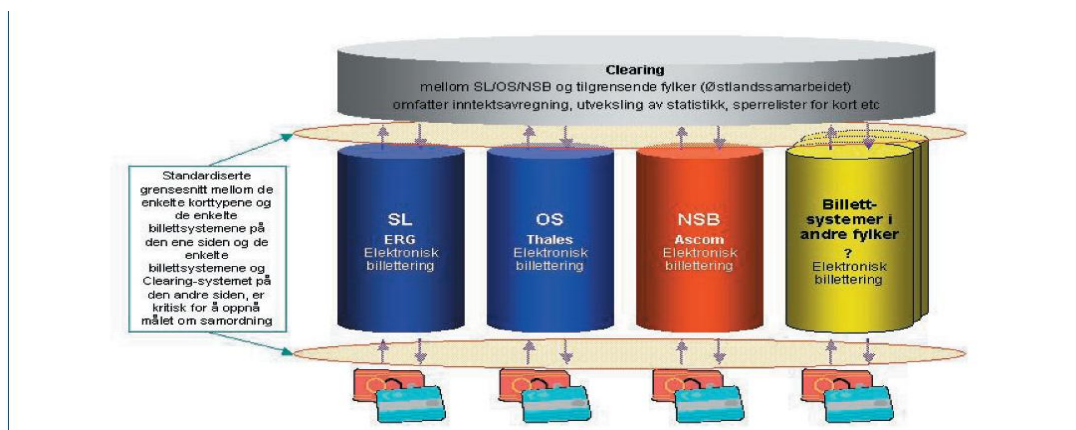 Clearing
mellom SL/OS/NSB og tilgrensende fylker (Østlandssamarbeidet)
omfatter inntektsavregning, utveksling av statistikk, sperrelister for kort etc
Standardiserte
grensesnitt mellom de
enkelte korttypene og
de enkelte
billettsystemene på
den ene siden og de
enkelte
billettsystemene og
Clearing-systemet på
den andre siden, er
kritisk for å oppnå
målet om samordning
SL
ERG
Elektronisk
billettering
OS
Thales
Elektronisk
billettering
NSB
Ascom
Elektronisk
billettering
Billett-
systemer i
andre fylker
?
Elektronisk
billettering